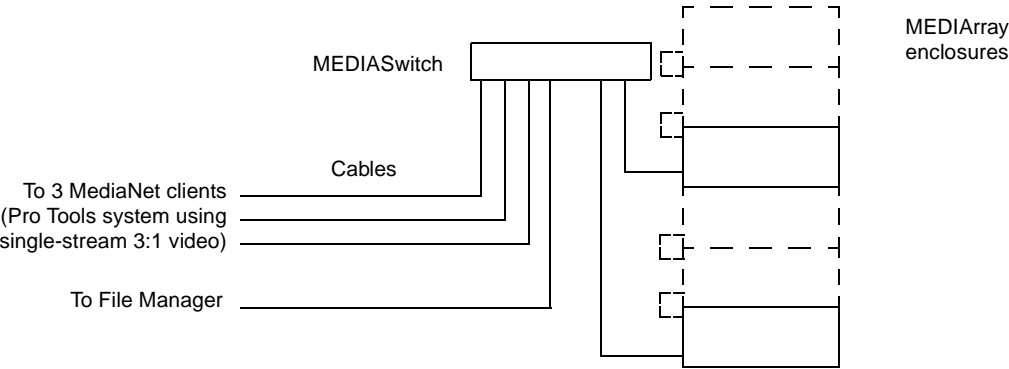 MEDIArray
enclosures
MEDIASwitch
Cables
To 3 MediaNet clients
(Pro Tools system using
single-stream 3:1 video)
To File Manager